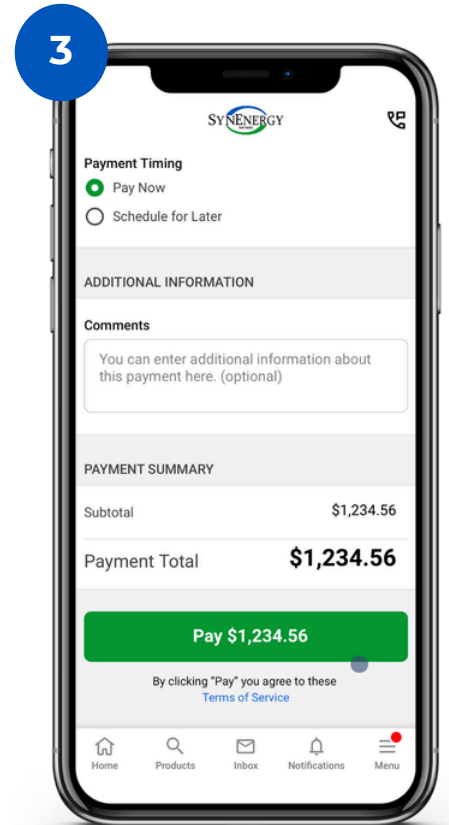 3
SYNENERGY
PARTNERS
Payment Timing
Pay Now
Schedule for Later
ADDITIONAL INFORMATION
Comments
You can enter additional information about
this payment here. (optional)
PAYMENT SUMMARY
Subtotal $1,234.56
Payment Total $1,234.56
Pay $1,234.56
By clicking "Pay" you agree to these
Terms of Service
Home Products Inbox Notifications Menu